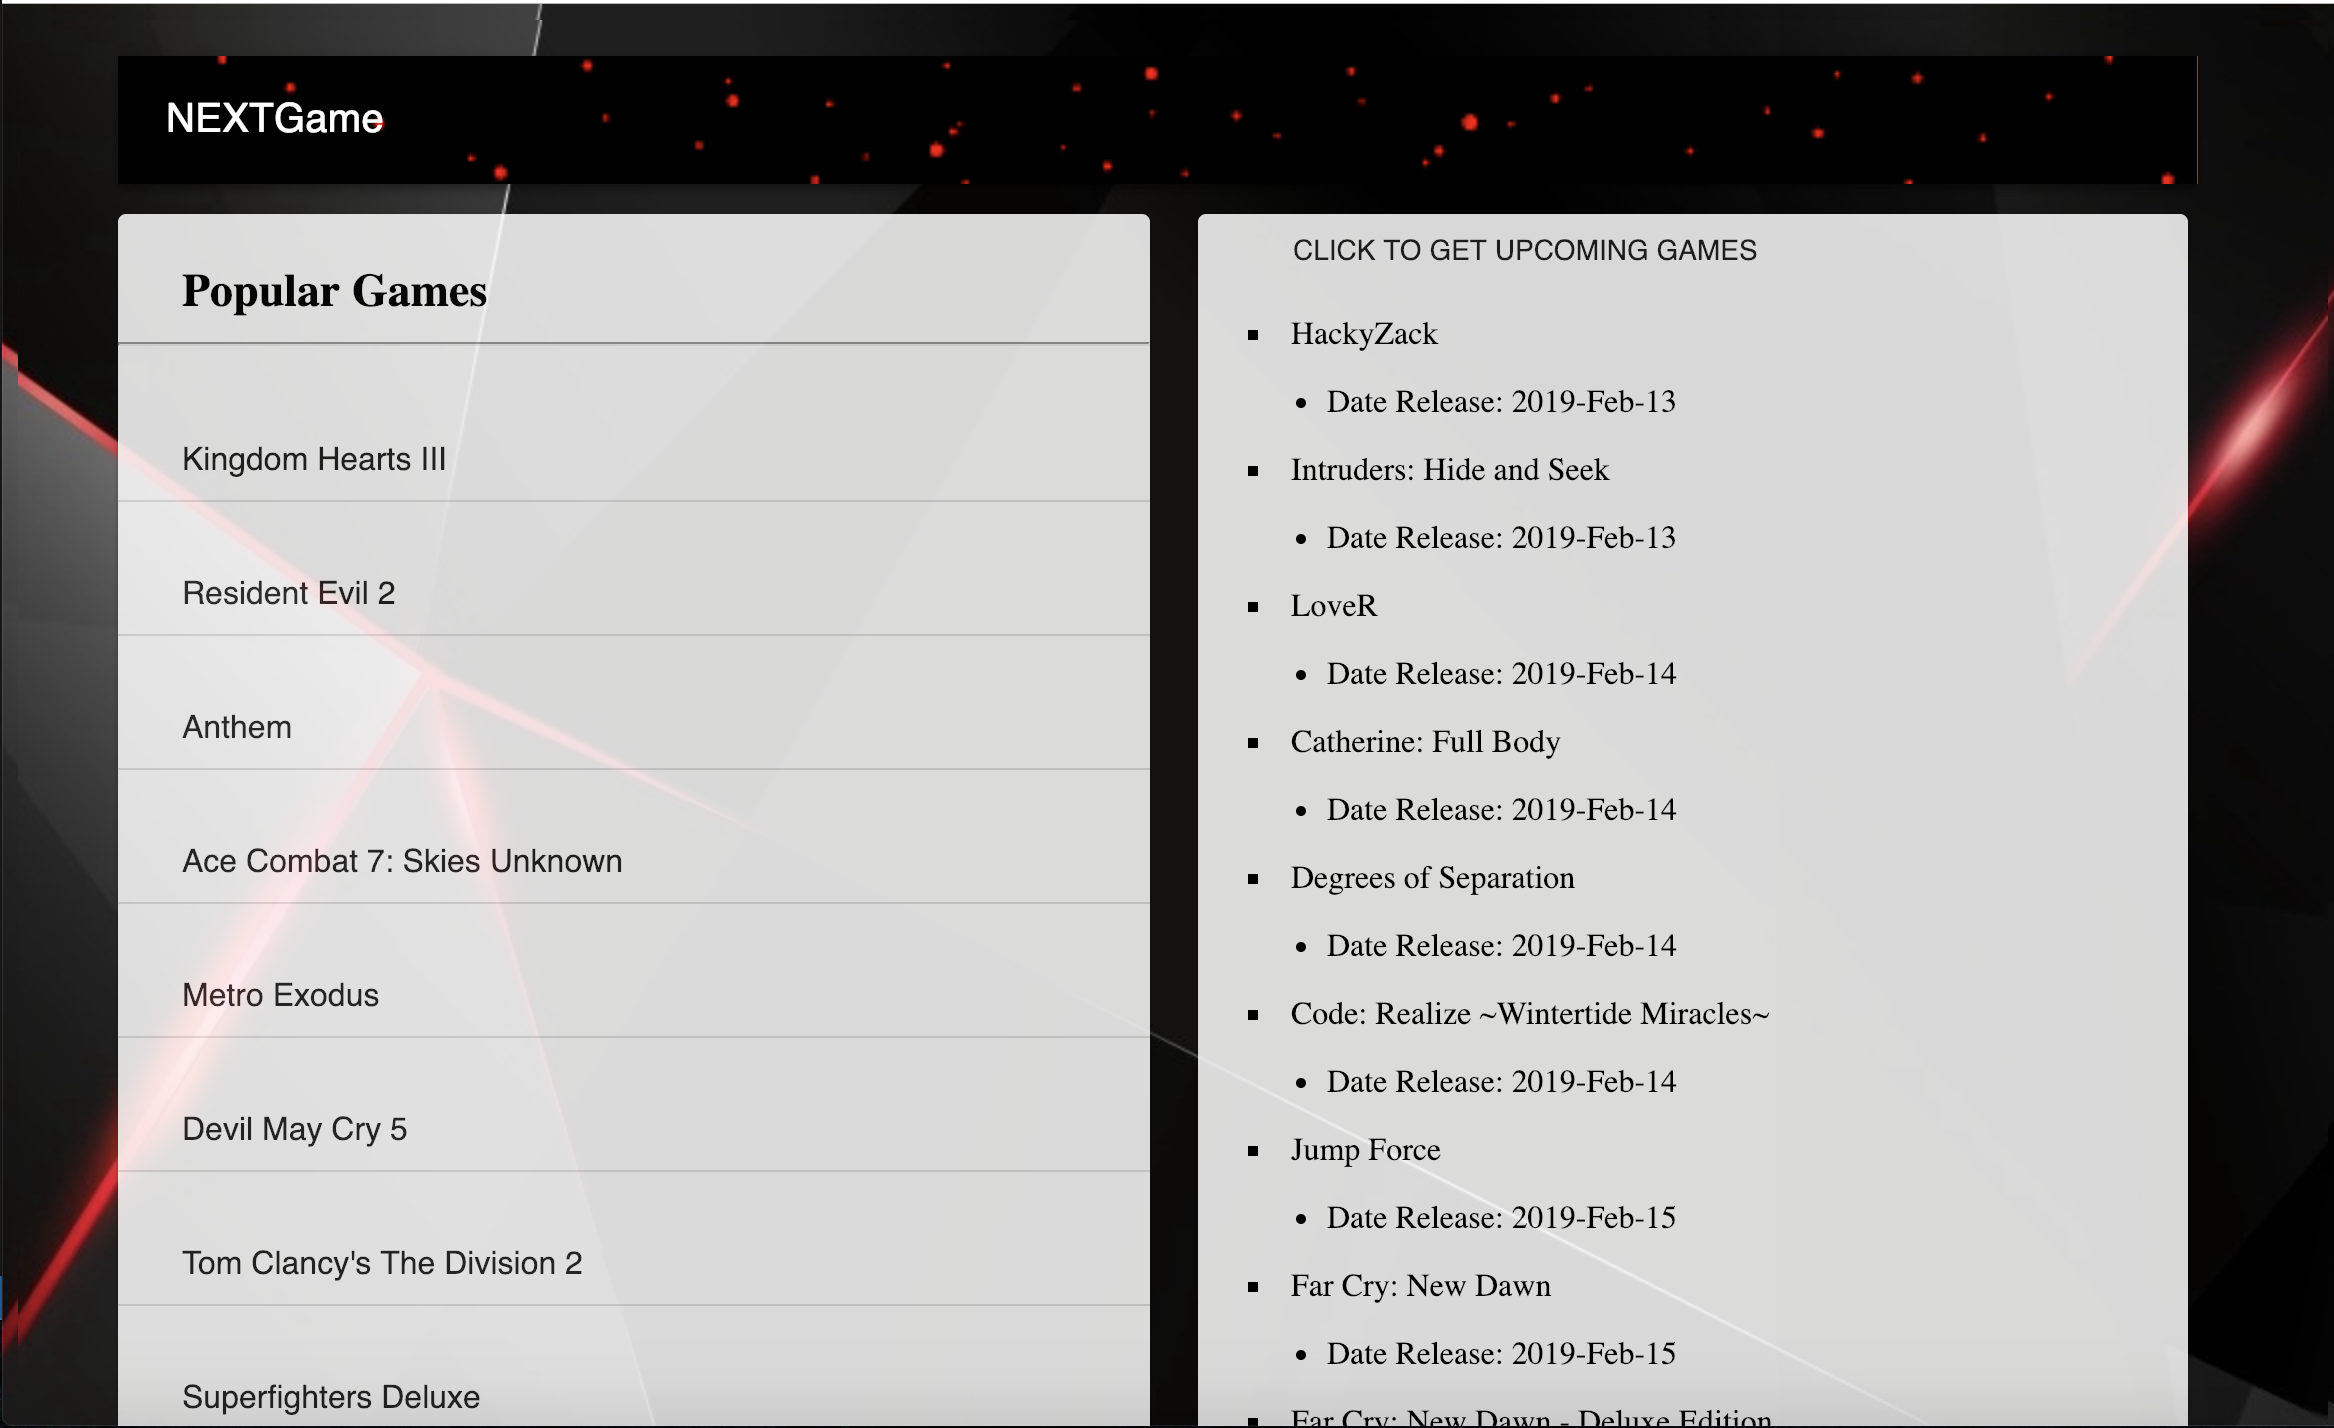 NEXTGame
Popular Games
Kingdom Hearts III
Resident Evil 2
Anthem
Ace Combat 7: Skies Unknown
Metro Exodus
Devil May Cry 5
Tom Clancy's The Division 2
Superfighters Deluxe
CLICK TO GET UPCOMING GAMES
HackyZack
Date Release: 2019-Feb-13
Intruders: Hide and Seek
Date Release: 2019-Feb-13
LoveR
Date Release: 2019-Feb-14
Catherine: Full Body
Date Release: 2019-Feb-14
Degrees of Separation
Date Release: 2019-Feb-14
Code: Realize ~Wintertide Miracles~
Date Release: 2019-Feb-14
Jump Force
Date Release: 2019-Feb-15
Far Cry: New Dawn
Date Release: 2019-Feb-15
Far Cry: New Dawn - Deluxe Edition